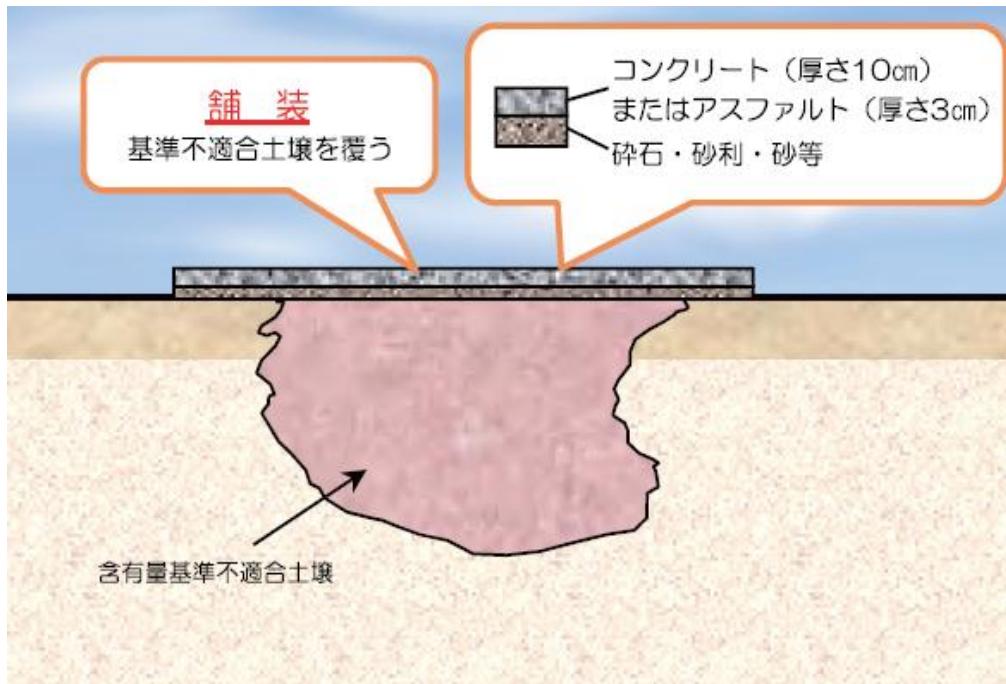 舗　装
基準不適合土壌を覆う
コンクリート（厚さ10㎝）
またはアスファルト（厚さ3㎝）
砕石・砂利・砂等
含有量基準不適合土壌